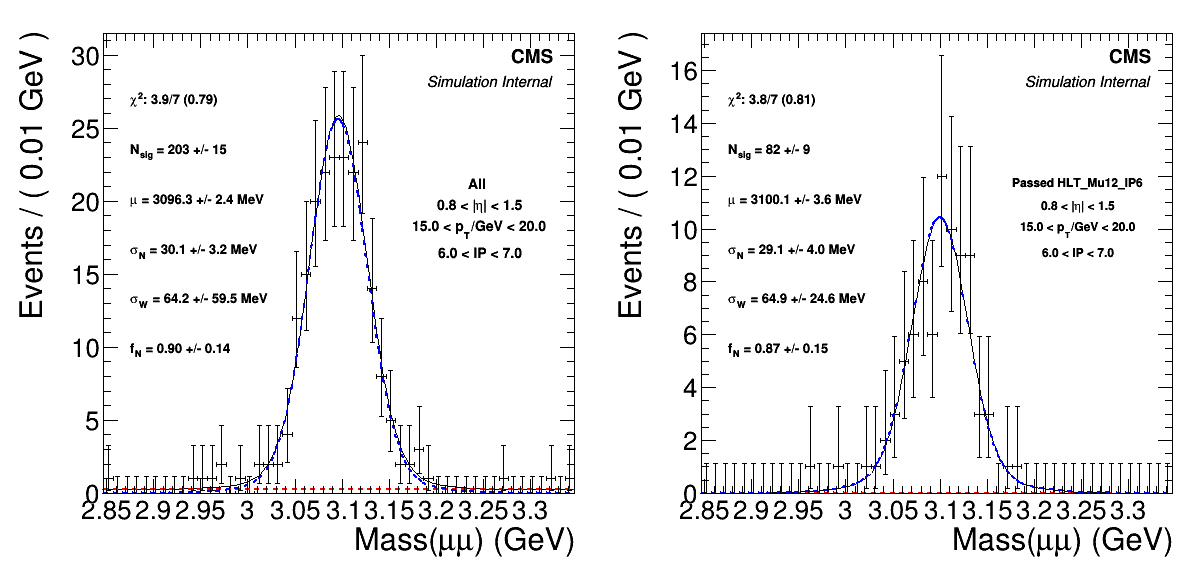 CMS
Simulation Internal
χ²: 3.9/7 (0.79)
N_sig = 203 +/- 15
μ = 3096.3 +/- 2.4 MeV
σ_N = 30.1 +/- 3.2 MeV
σ_W = 64.2 +/- 59.5 MeV
f_N = 0.90 +/- 0.14
All
0.8 < |η| < 1.5
15.0 < p_T/GeV < 20.0
6.0 < IP < 7.0
Events / ( 0.01 GeV )
30
25
20
15
10
5
0
2.85 2.9 2.95 3 3.05 3.1 3.15 3.2 3.25 3.3
Mass(μμ) (GeV)
CMS
Simulation Internal
χ²: 3.8/7 (0.81)
N_sig = 82 +/- 9
μ = 3100.1 +/- 3.6 MeV
σ_N = 29.1 +/- 4.0 MeV
σ_W = 64.9 +/- 24.6 MeV
f_N = 0.87 +/- 0.15
Passed HLT_Mu12_IP6
0.8 < |η| < 1.5
15.0 < p_T/GeV < 20.0
6.0 < IP < 7.0
Events / ( 0.01 GeV )
16
14
12
10
8
6
4
2
0
2.85 2.9 2.95 3 3.05 3.1 3.15 3.2 3.25 3.3
Mass(μμ) (GeV)